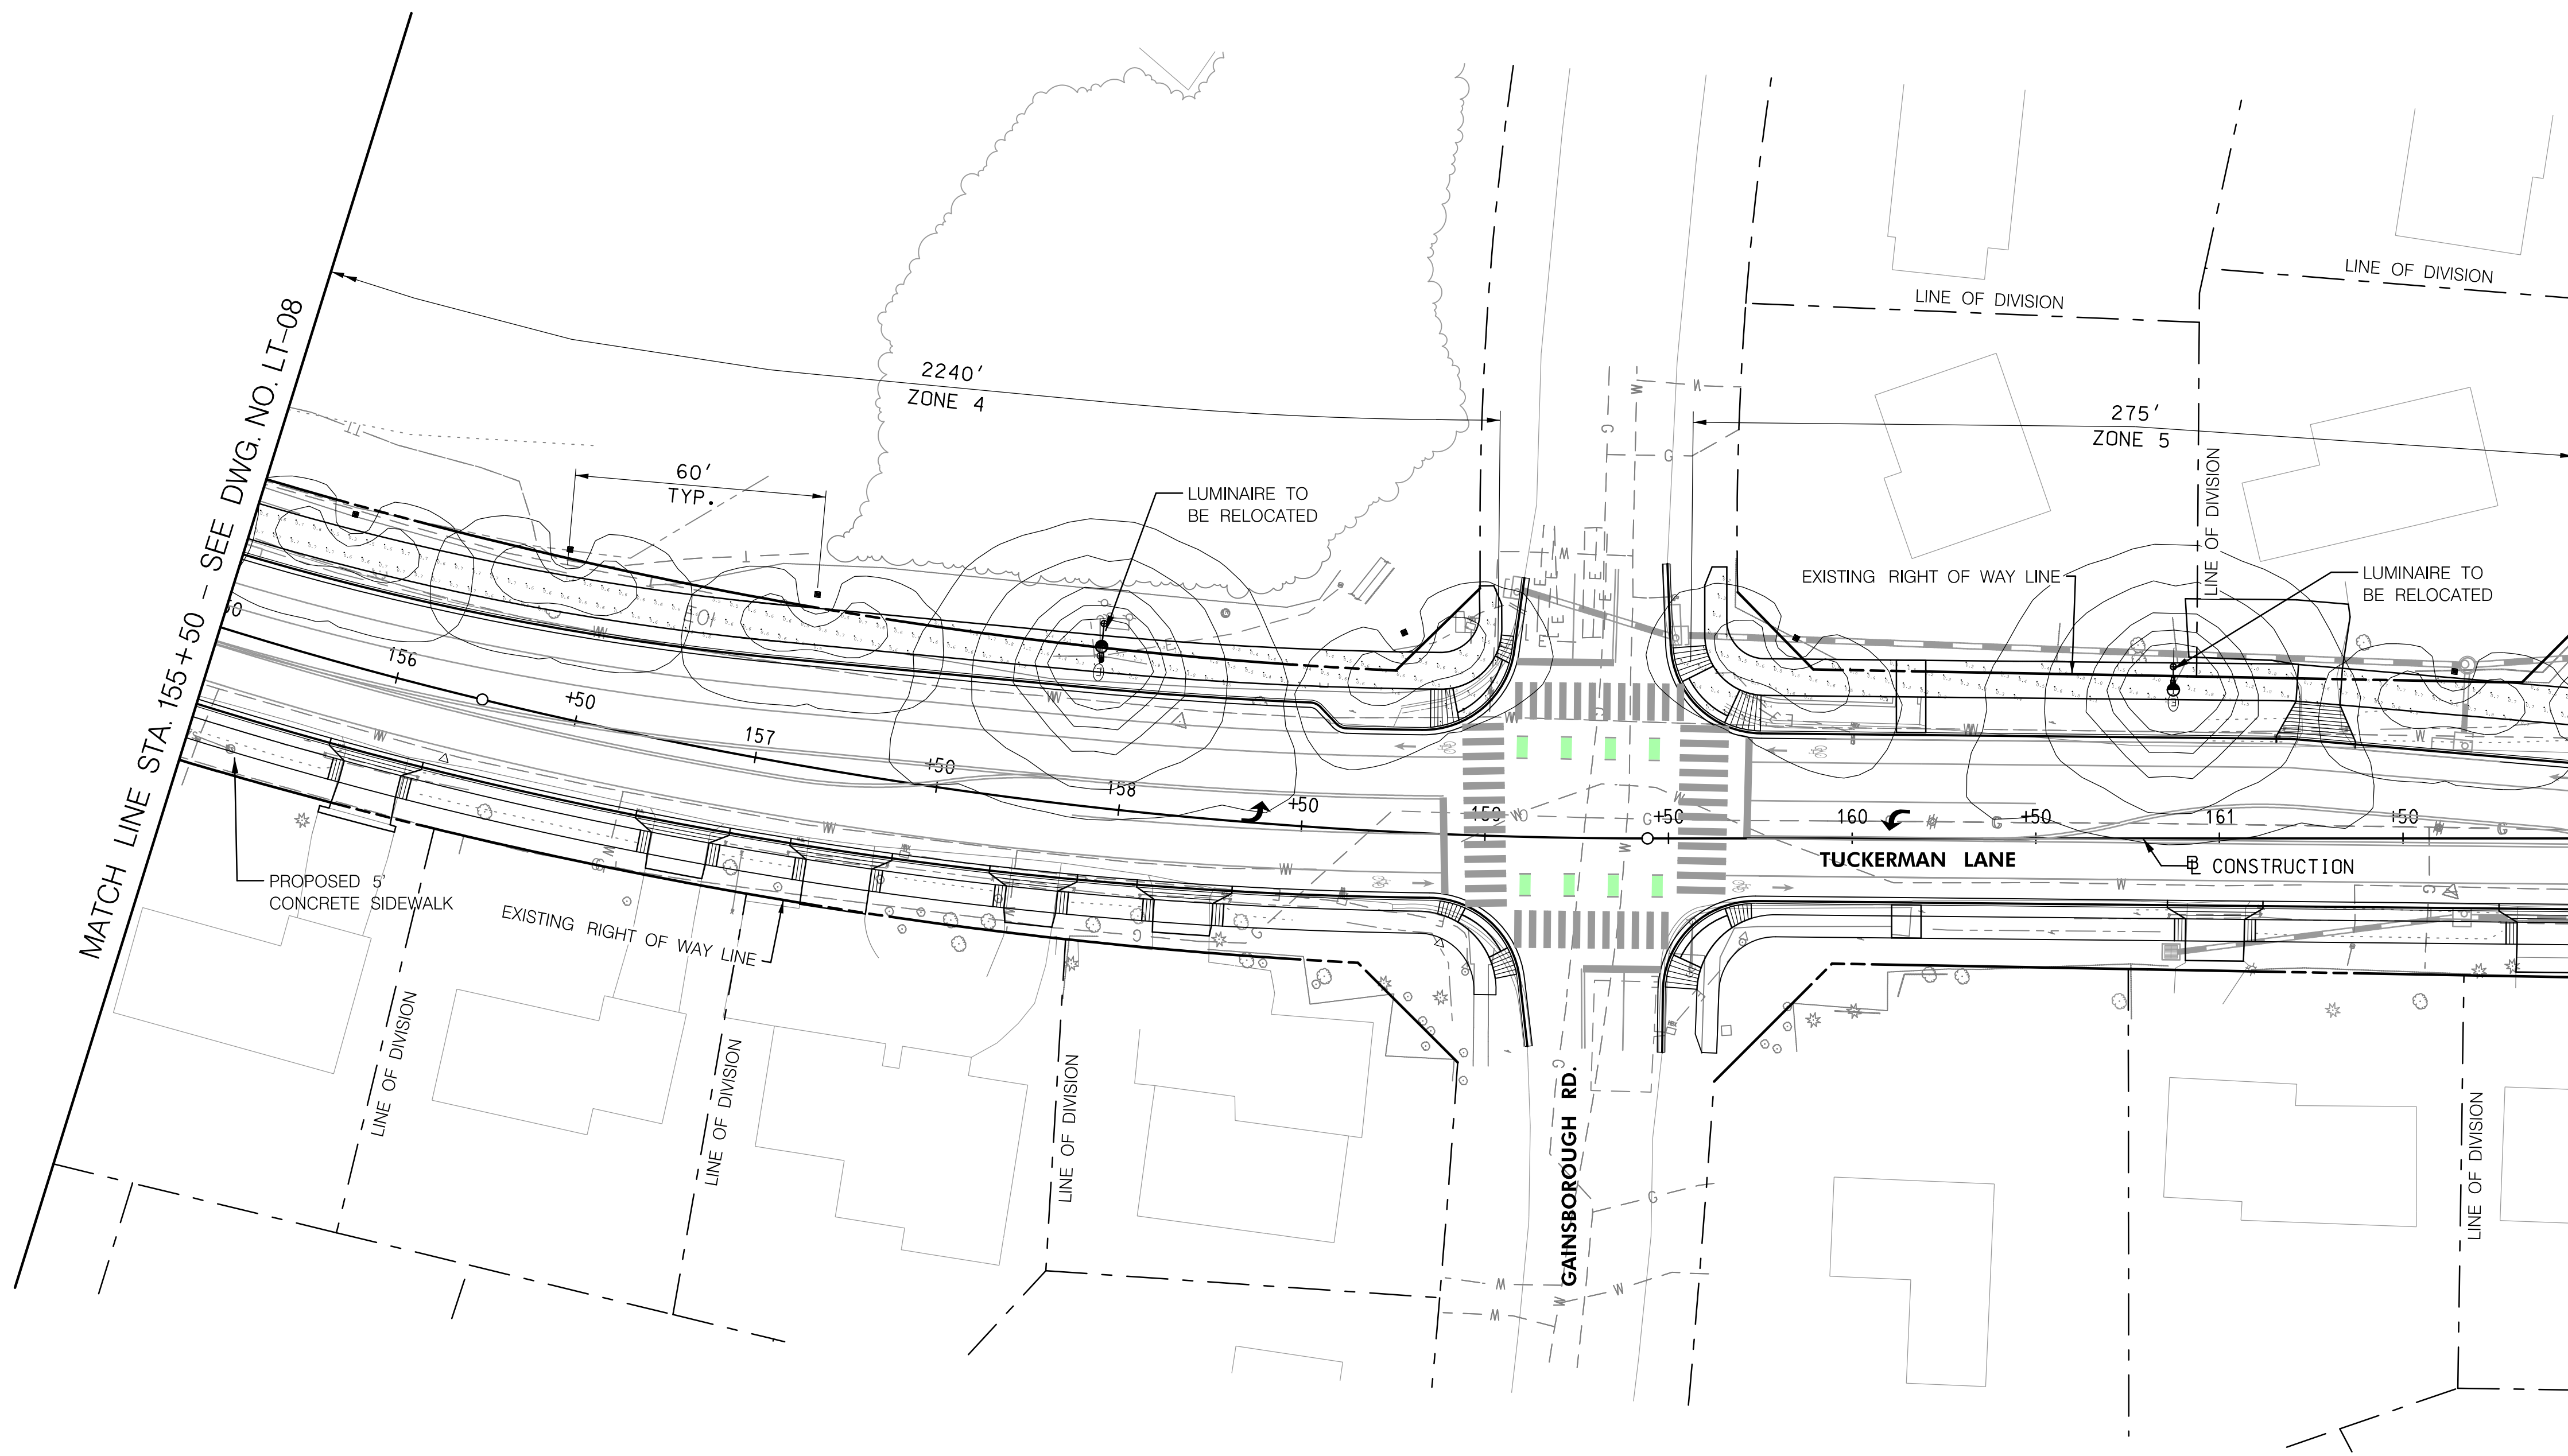 MATCH LINE STA. 155+50 - SEE DWG. NO. LT-08
2240'
ZONE 4
275'
ZONE 5
LINE OF DIVISION
LINE OF DIVISION
LINE OF DIVISION
60'
TYP.
LUMINAIRE TO
BE RELOCATED
EXISTING RIGHT OF WAY LINE
LUMINAIRE TO
BE RELOCATED
156
+50
157
+50
158
+50
159
+50
160
+50
161
+50
TUCKERMAN LANE
B CONSTRUCTION
PROPOSED 5'
CONCRETE SIDEWALK
EXISTING RIGHT OF WAY LINE
LINE OF DIVISION
LINE OF DIVISION
LINE OF DIVISION
GAINSBOROUGH RD.
LINE OF DIVISION